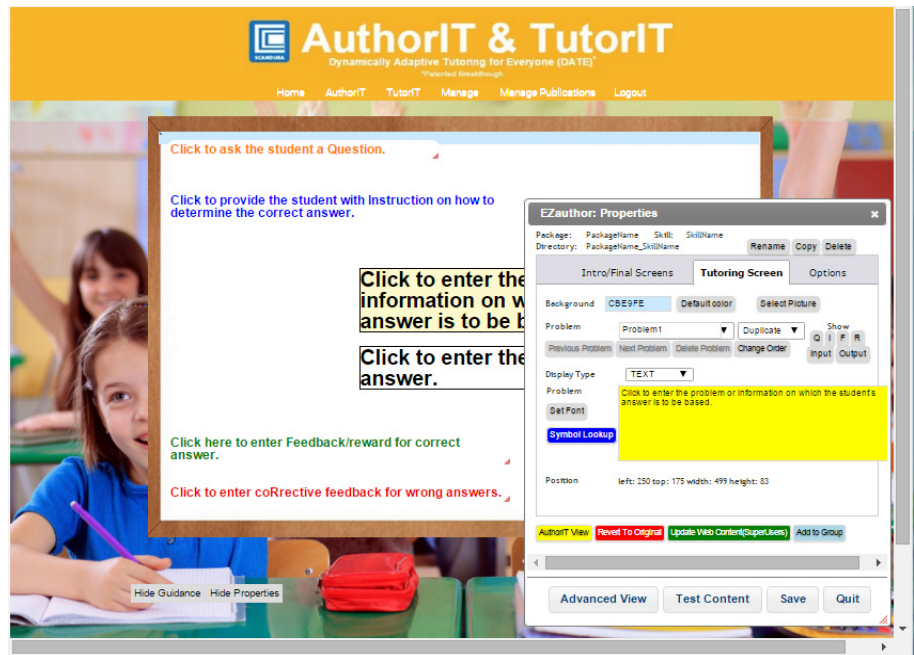 SCANDURA
AuthorIT & TutorIT
Dynamically Adaptive Tutoring for Everyone (DATE)*
*Patented Breakthrough
Home AuthorIT TutorIT Manage Manage Publications Logout
Click to ask the student a Question.
Click to provide the student with Instruction on how to
determine the correct answer.
Click to enter the
information on w
answer is to be b
Click to enter the
answer.
Click here to enter Feedback/reward for correct
answer.
Click to enter coRrective feedback for wrong answers.
Hide Guidance Hide Properties
EZauthor: Properties x
Package: PackageName Skill: SkillName
Directory: PackageName_SkillName Rename Copy Delete
Intro/Final Screens Tutoring Screen Options
Background CBE9FE Default color Select Picture
Problem Problem1 Duplicate Show
Q I F R
Previous Problem Next Problem Delete Problem Change Order Input Output
Display Type TEXT
Problem Click to enter the problem or information on which the student's
answer is to be based.
Set Font
Symbol Lookup
Position left: 250 top: 175 width: 499 height: 83
AuthorIT View Revert To Original Update Web Content(SuperUsers) Add to Group
Advanced View Test Content Save Quit